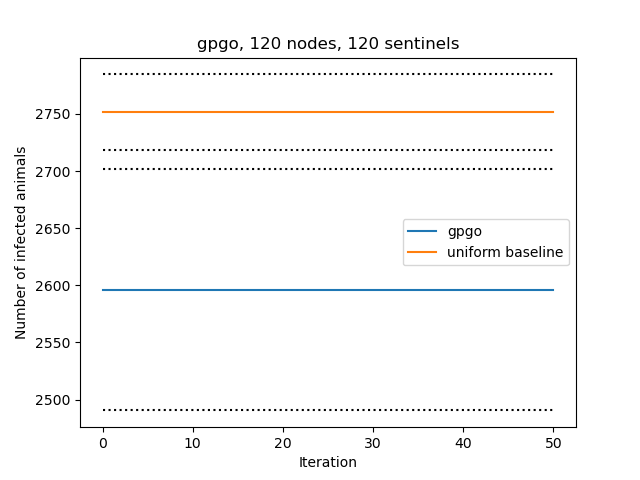 gpgo, 120 nodes, 120 sentinels
Number of infected animals
2750
2700
2650
2600
2550
2500
gpgo
uniform baseline
0 10 20 30 40 50
Iteration